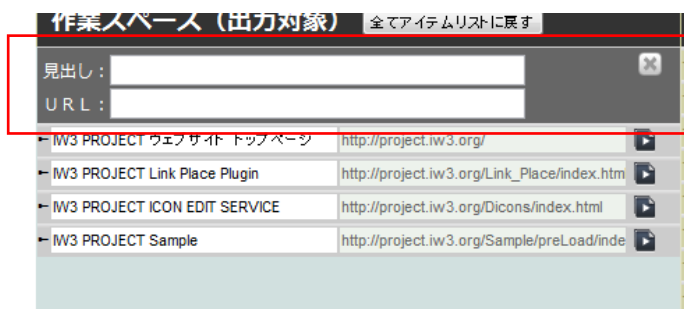 作業スペース（出力対象） 全てアイテムリストに戻す
見出し：
ＵＲＬ：
IW3 PROJECT ウェブサイト トップページ http://project.iw3.org/
IW3 PROJECT Link Place Plugin http://project.iw3.org/Link_Place/index.htm
IW3 PROJECT ICON EDIT SERVICE http://project.iw3.org/Dicons/index.html
IW3 PROJECT Sample http://project.iw3.org/Sample/preLoad/inde